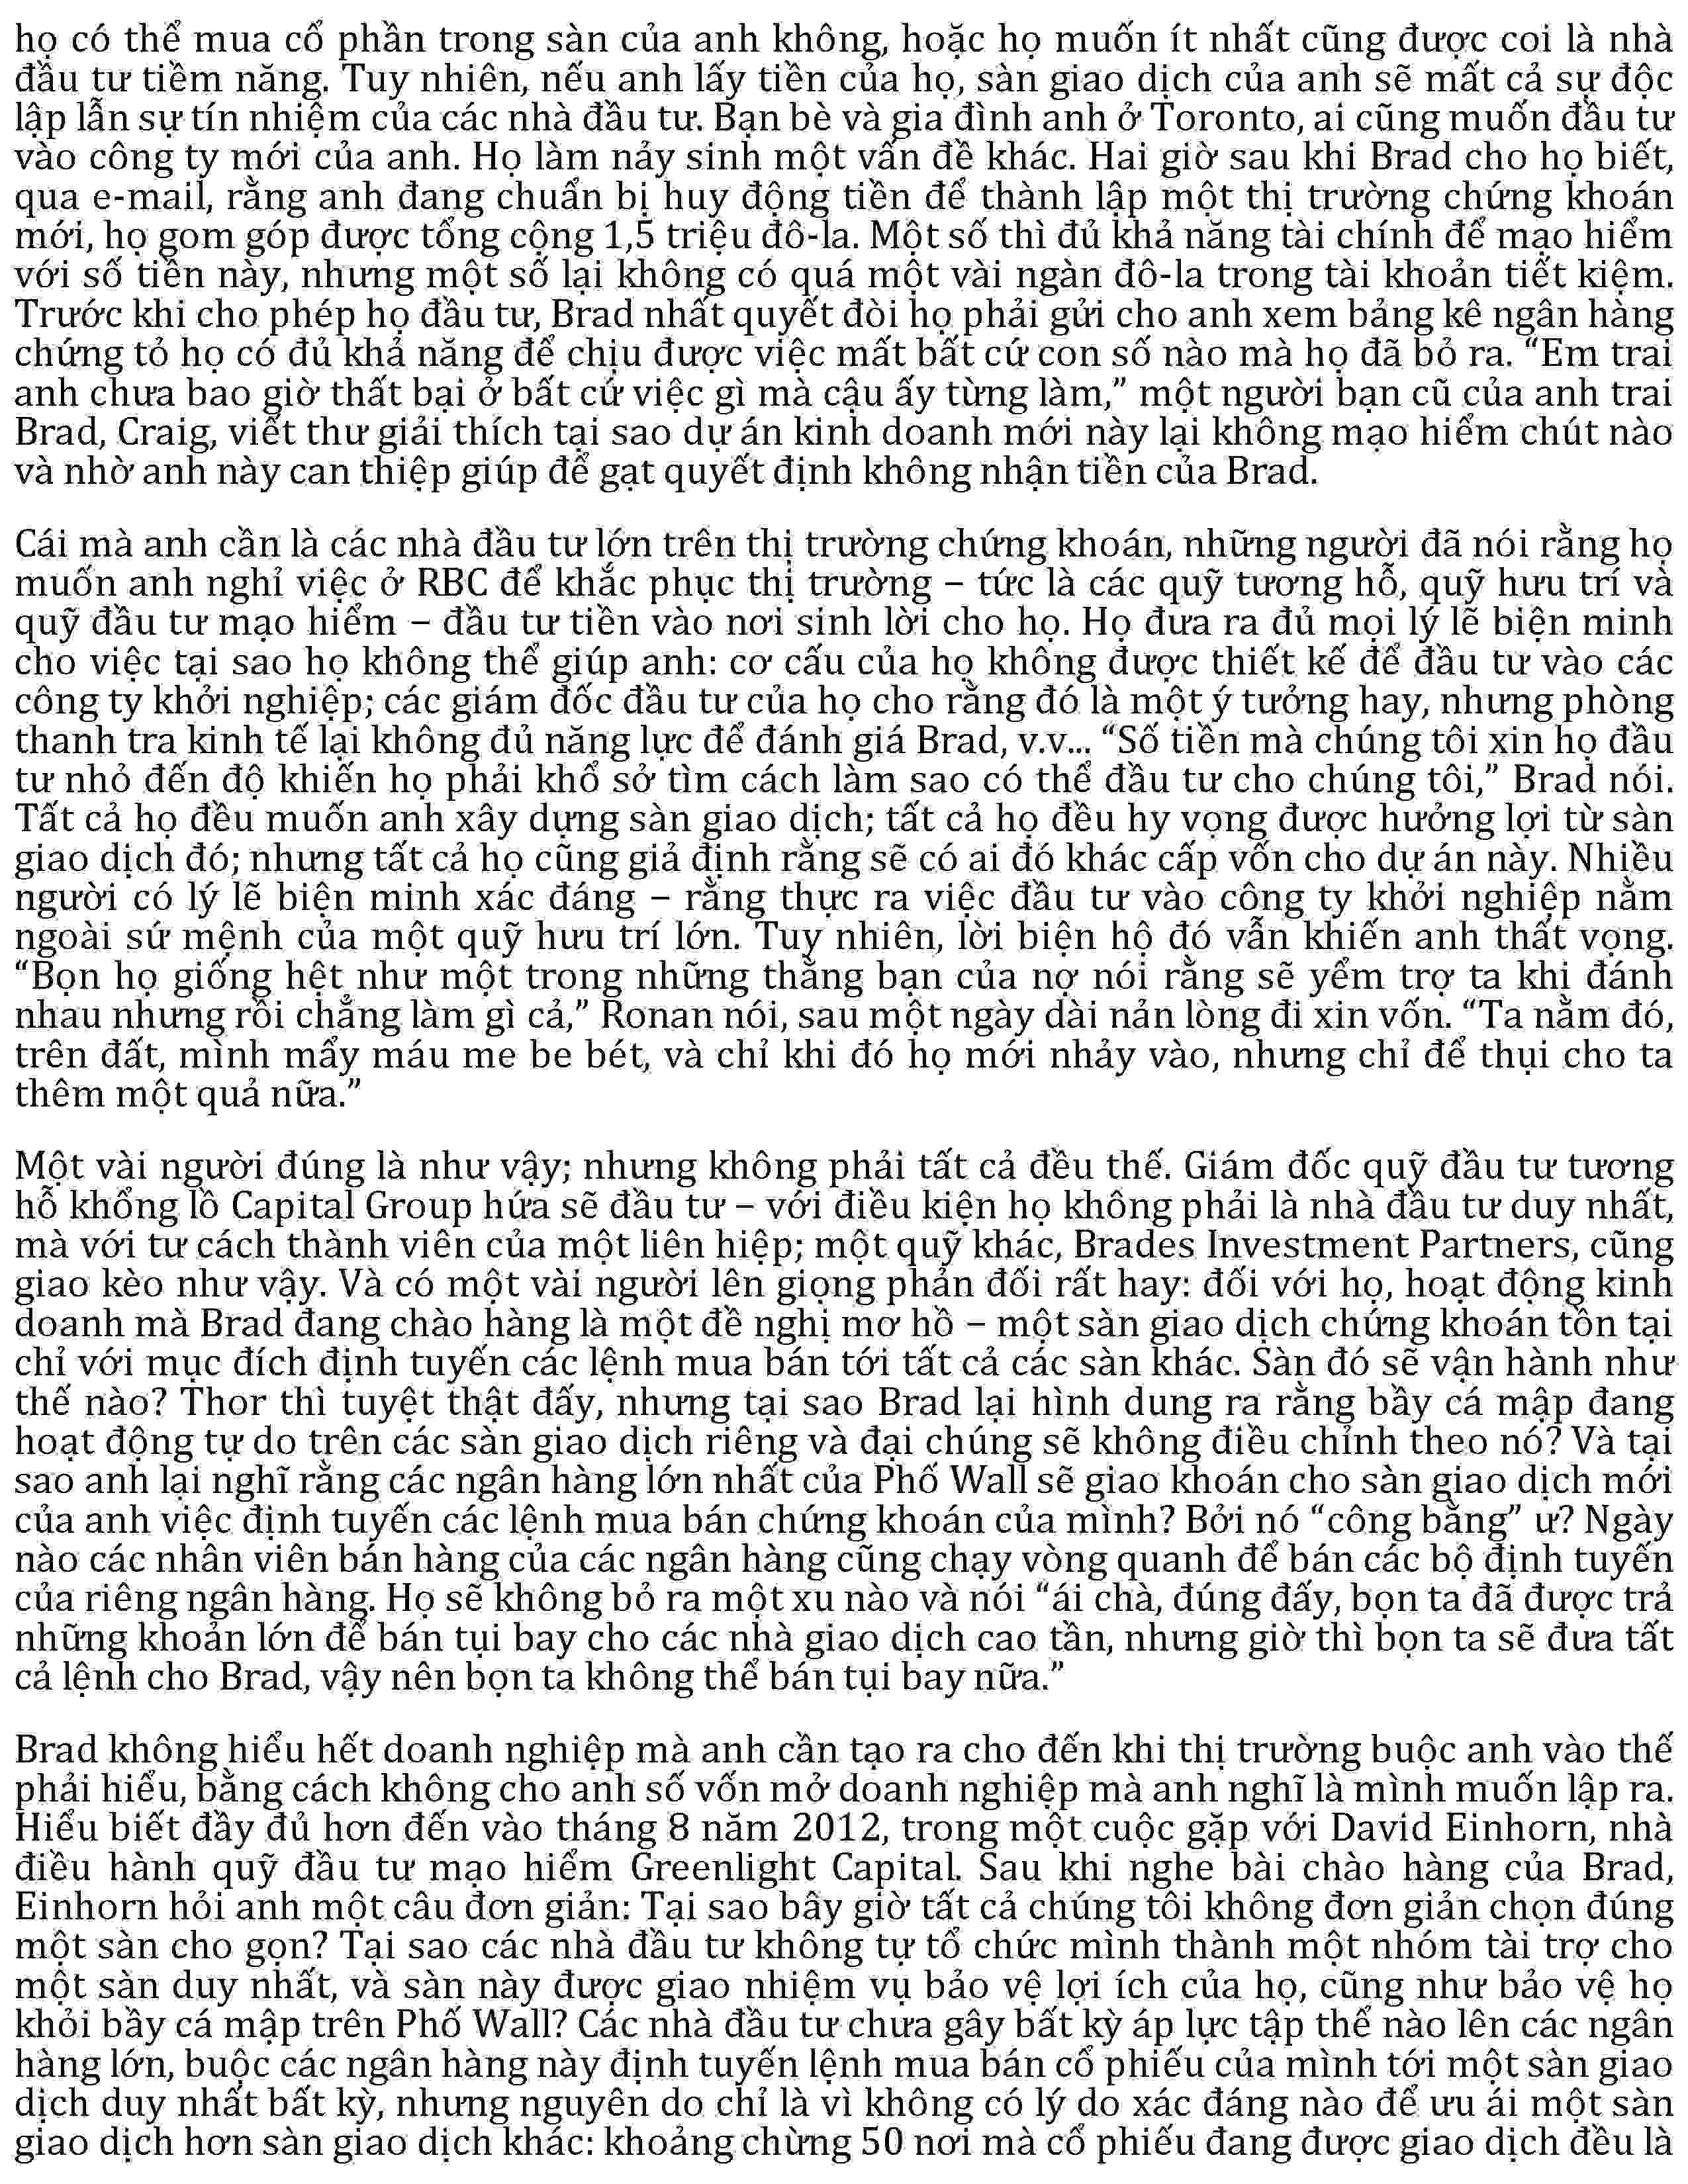 họ có thể mua cổ phần trong sàn của anh không, hoặc họ muốn ít nhất cũng được coi là nhà
đầu tư tiềm năng. Tuy nhiên, nếu anh lấy tiền của họ, sàn giao dịch của anh sẽ mất cả sự độc
lập lẫn sự tín nhiệm của các nhà đầu tư. Bạn bè và gia đình anh ở Toronto, ai cũng muốn đầu tư
vào công ty mới của anh. Họ làm nảy sinh một vấn đề khác. Hai giờ sau khi Brad cho họ biết,
qua e-mail, rằng anh đang chuẩn bị huy động tiền để thành lập một thị trường chứng khoán
mới, họ gom góp được tổng cộng 1,5 triệu đô-la. Một số thì đủ khả năng tài chính để mạo hiểm
với số tiền này, nhưng một số lại không có quá một vài ngàn đô-la trong tài khoản tiết kiệm.
Trước khi cho phép họ đầu tư, Brad nhất quyết đòi họ phải gửi cho anh xem bảng kê ngân hàng
chứng tỏ họ có đủ khả năng để chịu được việc mất bất cứ con số nào mà họ đã bỏ ra. “Em trai
anh chưa bao giờ thất bại ở bất cứ việc gì mà cậu ấy từng làm,” một người bạn cũ của anh trai
Brad, Craig, viết thư giải thích tại sao dự án kinh doanh mới này lại không mạo hiểm chút nào
và nhờ anh này can thiệp giúp để gạt quyết định không nhận tiền của Brad.
Cái mà anh cần là các nhà đầu tư lớn trên thị trường chứng khoán, những người đã nói rằng họ
muốn anh nghỉ việc ở RBC để khắc phục thị trường – tức là các quỹ tương hỗ, quỹ hưu trí và
quỹ đầu tư mạo hiểm – đầu tư tiền vào nơi sinh lời cho họ. Họ đưa ra đủ mọi lý lẽ biện minh
cho việc tại sao họ không thể giúp anh: cơ cấu của họ không được thiết kế để đầu tư vào các
công ty khởi nghiệp; các giám đốc đầu tư của họ cho rằng đó là một ý tưởng hay, nhưng phòng
thanh tra kinh tế lại không đủ năng lực để đánh giá Brad, v.v... “Số tiền mà chúng tôi xin họ đầu
tư nhỏ đến độ khiến họ phải khổ sở tìm cách làm sao có thể đầu tư cho chúng tôi,” Brad nói.
Tất cả họ đều muốn anh xây dựng sàn giao dịch; tất cả họ đều hy vọng được hưởng lợi từ sàn
giao dịch đó; nhưng tất cả họ cũng giả định rằng sẽ có ai đó khác cấp vốn cho dự án này. Nhiều
người có lý lẽ biện minh xác đáng – rằng thực ra việc đầu tư vào công ty khởi nghiệp nằm
ngoài sứ mệnh của một quỹ hưu trí lớn. Tuy nhiên, lời biện hộ đó vẫn khiến anh thất vọng.
“Bọn họ giống hệt như một trong những thằng bạn của nợ nói rằng sẽ yểm trợ ta khi đánh
nhau nhưng rồi chẳng làm gì cả,” Ronan nói, sau một ngày dài nản lòng đi xin vốn. “Ta nằm đó,
trên đất, mình mẩy máu me be bét, và chỉ khi đó họ mới nhảy vào, nhưng chỉ để thụi cho ta
thêm một quả nữa.”
Một vài người đúng là như vậy; nhưng không phải tất cả đều thế. Giám đốc quỹ đầu tư tương
hỗ khổng lồ Capital Group hứa sẽ đầu tư – với điều kiện họ không phải là nhà đầu tư duy nhất,
mà với tư cách thành viên của một liên hiệp; một quỹ khác, Brades Investment Partners, cũng
giao kèo như vậy. Và có một vài người lên giọng phản đối rất hay: đối với họ, hoạt động kinh
doanh mà Brad đang chào hàng là một đề nghị mơ hồ – một sàn giao dịch chứng khoán tồn tại
chỉ với mục đích định tuyến các lệnh mua bán tới tất cả các sàn khác. Sàn đó sẽ vận hành như
thế nào? Thor thì tuyệt thật đấy, nhưng tại sao Brad lại hình dung ra rằng bầy cá mập đang
hoạt động tự do trên các sàn giao dịch riêng và đại chúng sẽ không điều chỉnh theo nó? Và tại
sao anh lại nghĩ rằng các ngân hàng lớn nhất của Phố Wall sẽ giao khoán cho sàn giao dịch mới
của anh việc định tuyến các lệnh mua bán chứng khoán của mình? Bởi nó “công bằng” ư? Ngày
nào các nhân viên bán hàng của các ngân hàng cũng chạy vòng quanh để bán các bộ định tuyến
của riêng ngân hàng. Họ sẽ không bỏ ra một xu nào và nói “ái chà, đúng đấy, bọn ta đã được trả
những khoản lớn để bán tụi bay cho các nhà giao dịch cao tần, nhưng giờ thì bọn ta sẽ đưa tất
cả lệnh cho Brad, vậy nên bọn ta không thể bán tụi bay nữa.”
Brad không hiểu hết doanh nghiệp mà anh cần tạo ra cho đến khi thị trường buộc anh vào thế
phải hiểu, bằng cách không cho anh số vốn mở doanh nghiệp mà anh nghĩ là mình muốn lập ra.
Hiểu biết đầy đủ hơn đến vào tháng 8 năm 2012, trong một cuộc gặp với David Einhorn, nhà
điều hành quỹ đầu tư mạo hiểm Greenlight Capital. Sau khi nghe bài chào hàng của Brad,
Einhorn hỏi anh một câu đơn giản: Tại sao bây giờ tất cả chúng tôi không đơn giản chọn đúng
một sàn cho gọn? Tại sao các nhà đầu tư không tự tổ chức mình thành một nhóm tài trợ cho
một sàn duy nhất, và sàn này được giao nhiệm vụ bảo vệ lợi ích của họ, cũng như bảo vệ họ
khỏi bầy cá mập trên Phố Wall? Các nhà đầu tư chưa gây bất kỳ áp lực tập thể nào lên các ngân
hàng lớn, buộc các ngân hàng này định tuyến lệnh mua bán cổ phiếu của mình tới một sàn giao
dịch duy nhất bất kỳ, nhưng nguyên do chỉ là vì không có lý do xác đáng nào để ưu ái một sàn
giao dịch hơn sàn giao dịch khác: khoảng chừng 50 nơi mà cổ phiếu đang được giao dịch đều là